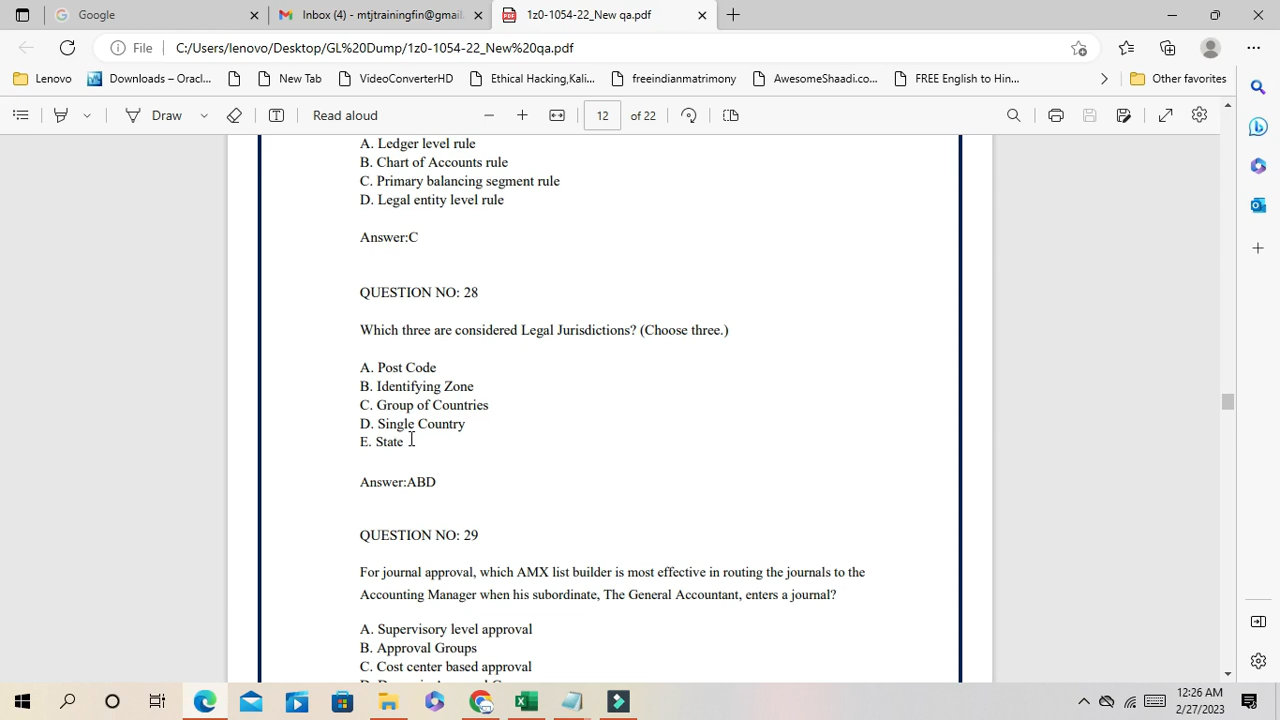 Google
Inbox (4) - mtjtrainingfin@gmail.
1z0-1054-22_New qa.pdf
File
C:/Users/lenovo/Desktop/GL%20Dump/1z0-1054-22_New%20qa.pdf
Lenovo
Downloads – Oracl...
New Tab
VideoConverterHD
Ethical Hacking,Kali...
freeindianmatrimony
AwesomeShaadi.co...
FREE English to Hin...
Other favorites
Draw
Read aloud
12
of 22
A. Ledger level rule
B. Chart of Accounts rule
C. Primary balancing segment rule
D. Legal entity level rule
Answer:C
QUESTION NO: 28
Which three are considered Legal Jurisdictions? (Choose three.)
A. Post Code
B. Identifying Zone
C. Group of Countries
D. Single Country
E. State
Answer:ABD
QUESTION NO: 29
For journal approval, which AMX list builder is most effective in routing the journals to the
Accounting Manager when his subordinate, The General Accountant, enters a journal?
A. Supervisory level approval
B. Approval Groups
C. Cost center based approval
12:26 AM
2/27/2023